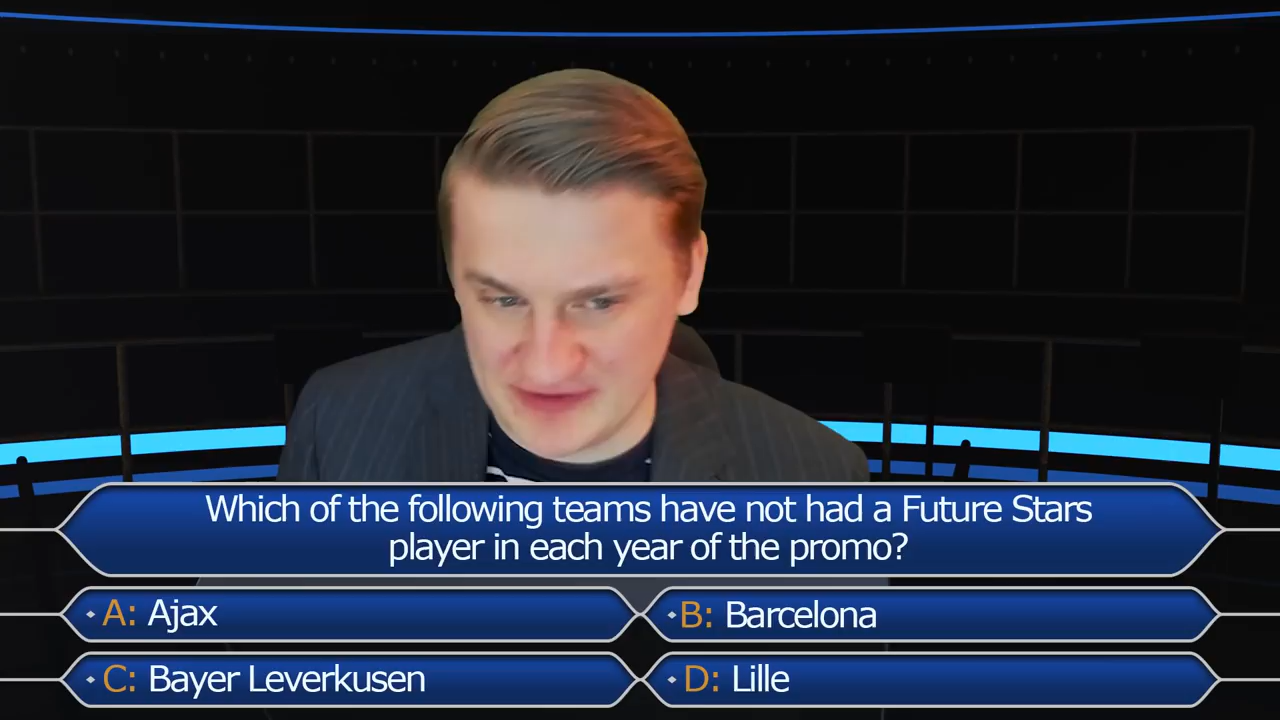 Which of the following teams have not had a Future Stars
player in each year of the promo?
A: Ajax
B: Barcelona
C: Bayer Leverkusen
D: Lille